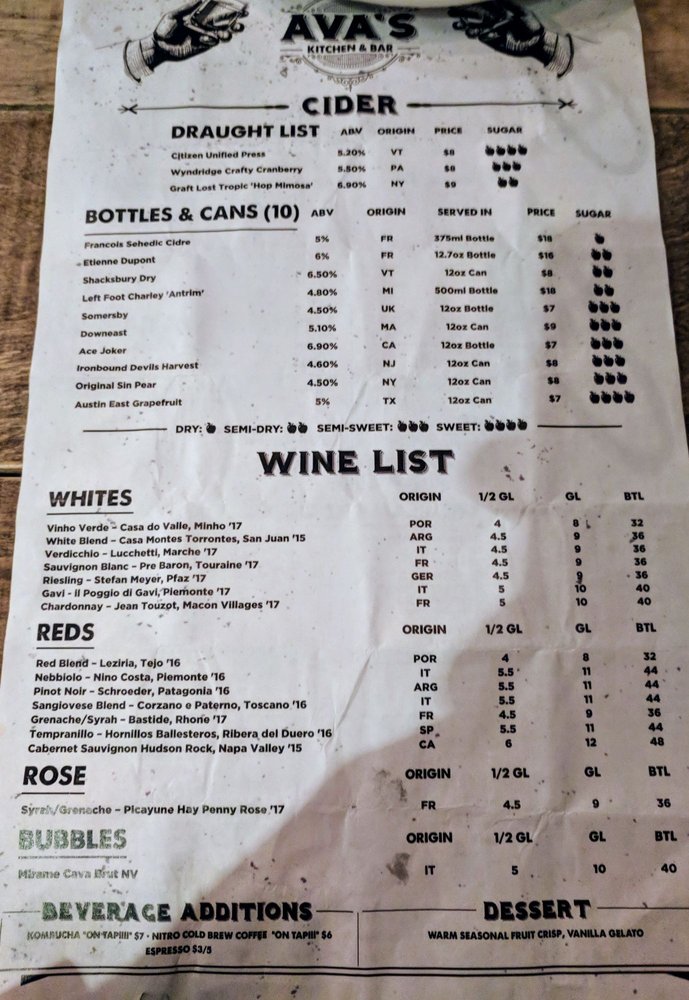 AVA'S
KITCHEN & BAR
CIDER
DRAUGHT LIST ABV ORIGIN PRICE SUGAR
Citizen Unified Press 5.20% VT $8
Wyndridge Crafty Cranberry 5.50% PA $8
Graft Lost Tropic 'Hop Mimosa' 6.90% NY $9
BOTTLES & CANS (10) ABV ORIGIN SERVED IN PRICE SUGAR
Francois Sehedic Cidre 5% FR 375ml Bottle $18
Etienne Dupont 6% FR 12.7oz Bottle $16
Shacksbury Dry 6.50% VT 12oz Can $8
Left Foot Charley 'Antrim' 4.80% MI 500ml Bottle $18
Somersby 4.50% UK 12oz Bottle $7
Downeast 5.10% MA 12oz Can $9
Ace Joker 6.90% CA 12oz Bottle $7
Ironbound Devils Harvest 4.60% NJ 12oz Can $8
Original Sin Pear 4.50% NY 12oz Can $8
Austin East Grapefruit 5% TX 12oz Can $7
DRY: SEMI-DRY: SEMI-SWEET: SWEET:
WINE LIST
WHITES ORIGIN 1/2 GL GL BTL
Vinho Verde - Casa do Valle, Minho '17 POR 4 8 32
White Blend - Casa Montes Torrontes, San Juan '15 ARG 4.5 9 36
Verdicchio - Lucchetti, Marche '17 IT 4.5 9 36
Sauvignon Blanc - Pre Baron, Touraine '17 FR 4.5 9 36
Riesling - Stefan Meyer, Pfaz '17 GER 4.5 9 36
Gavi - Il Poggio di Gavi, Piemonte '17 IT 5 10 40
Chardonnay - Jean Touzot, Macon Villages '17 FR 5 10 40
REDS ORIGIN 1/2 GL GL BTL
Red Blend - Leziria, Tejo '16 POR 4 8 32
Nebbiolo - Nino Costa, Piemonte '16 IT 5.5 11 44
Pinot Noir - Schroeder, Patagonia '16 ARG 5.5 11 44
Sangiovese Blend - Corzano e Paterno, Toscano '16 IT 5.5 11 44
Grenache/Syrah - Bastide, Rhone '17 FR 4.5 9 36
Tempranillo - Hornillos Ballesteros, Ribera del Duero '16 SP 5.5 11 44
Cabernet Sauvignon Hudson Rock, Napa Valley '15 CA 6 12 48
ROSE ORIGIN 1/2 GL GL BTL
Syrah/Grenache - Picayune Hay Penny Rose '17 FR 4.5 9 36
BUBBLES ORIGIN 1/2 GL GL BTL
Mirame Cava Brut NV IT 5 10 40
BEVERAGE ADDITIONS
KOMBUCHA "ON TAP!!!" $7 · NITRO COLD BREW COFFEE "ON TAP!!!" $6
ESPRESSO $3/5
DESSERT
WARM SEASONAL FRUIT CRISP, VANILLA GELATO